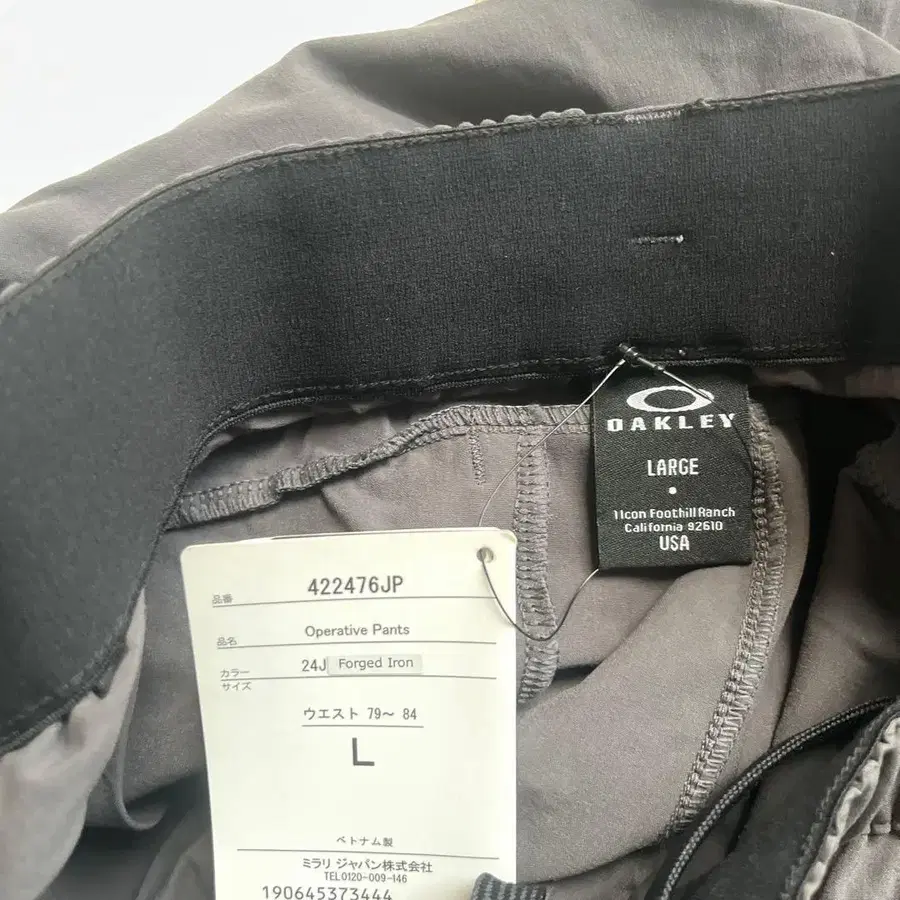 OAKLEY
LARGE
1 Icon Foothill Ranch
California 92610
USA
品番 422476JP
品名 Operative Pants
カラー 24J Forged Iron
サイズ
ウエスト 79〜 84
L
ベトナム製
ミラリ ジャパン株式会社
TEL0120-009-146
190645373444